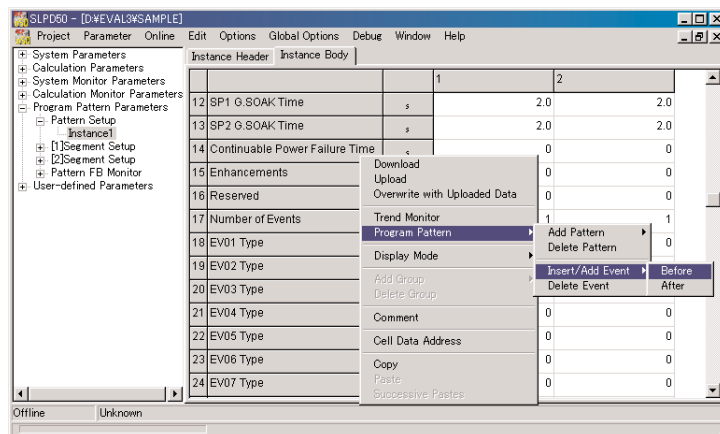 SLPD50 - [D:¥EVAL3¥SAMPLE]
Project Parameter Online Edit Options Global Options Debug Window Help
System Parameters
Calculation Parameters
System Monitor Parameters
Calculation Monitor Parameters
Program Pattern Parameters
Pattern Setup
Instance1
[1]Segment Setup
[2]Segment Setup
Pattern FB Monitor
User-defined Parameters
Instance Header Instance Body
1 2
12 SP1 G.SOAK Time s 2.0 2.0
13 SP2 G.SOAK Time s 2.0 2.0
14 Continuable Power Failure Time s 0 0
15 Enhancements 0 0
16 Reserved 0 0
17 Number of Events 1 1
18 EV01 Type 0
19 EV02 Type
20 EV03 Type
21 EV04 Type 0 0
22 EV05 Type 0 0
23 EV06 Type 0 0
24 EV07 Type 0 0
Download
Upload
Overwrite with Uploaded Data
Trend Monitor
Program Pattern
Display Mode
Add Group
Delete Group
Comment
Cell Data Address
Copy
Paste
Successive Pastes
Add Pattern
Delete Pattern
Insert/Add Event
Delete Event
Before
After
Offline Unknown